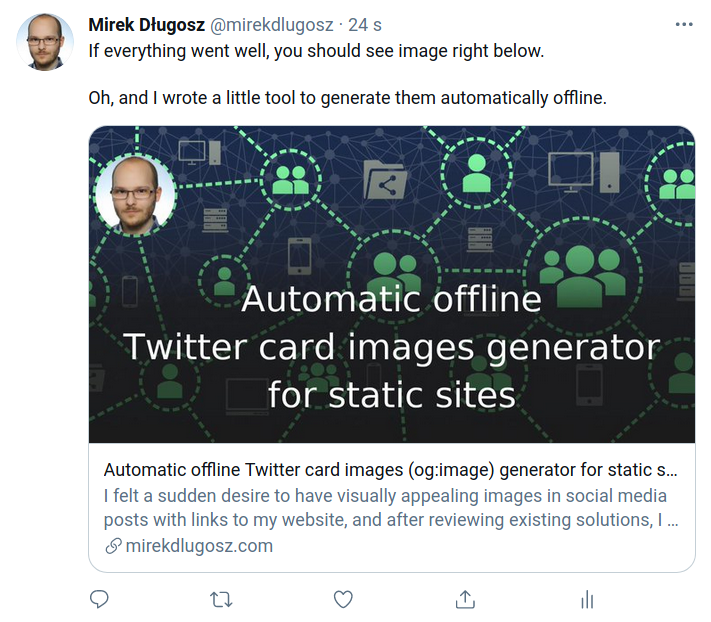 Mirek Długosz @mirekdlugosz · 24 s
If everything went well, you should see image right below.
Oh, and I wrote a little tool to generate them automatically offline.
Automatic offline
Twitter card images generator
for static sites
Automatic offline Twitter card images (og:image) generator for static s...
I felt a sudden desire to have visually appealing images in social media
posts with links to my website, and after reviewing existing solutions, I ...
mirekdlugosz.com